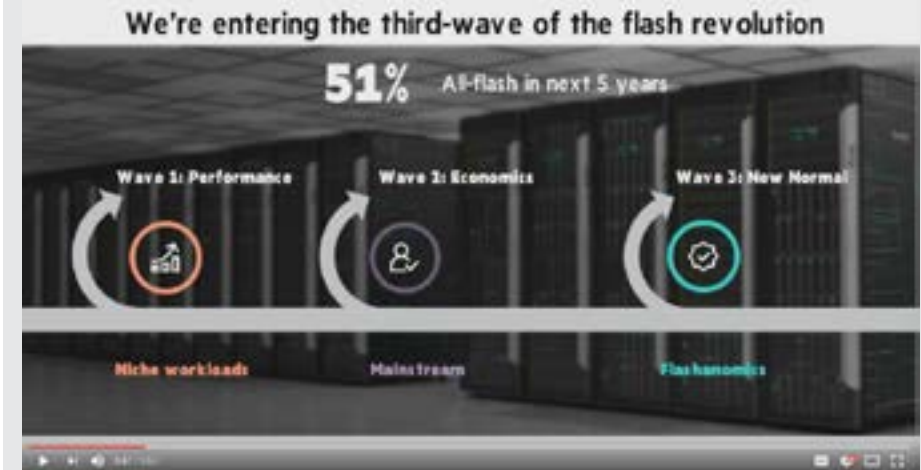 We're entering the third-wave of the flash revolution
51% All-flash in next 5 years
Wave 1: Performance
Wave 2: Economics
Wave 3: New Normal
Niche workloads
Mainstream
Flashanomics